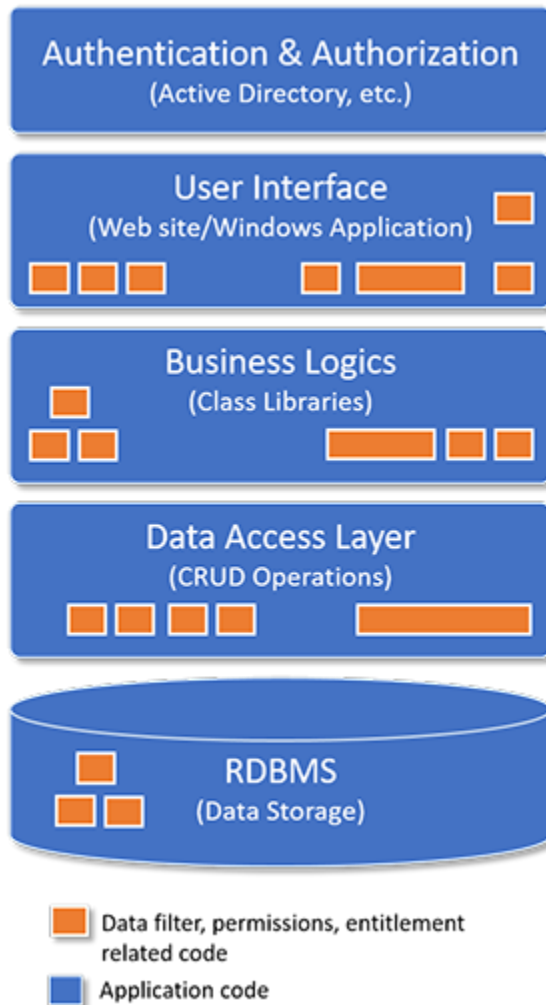 Authentication & Authorization
(Active Directory, etc.)
User Interface
(Web site/Windows Application)
Business Logics
(Class Libraries)
Data Access Layer
(CRUD Operations)
RDBMS
(Data Storage)
Data filter, permissions, entitlement
related code
Application code